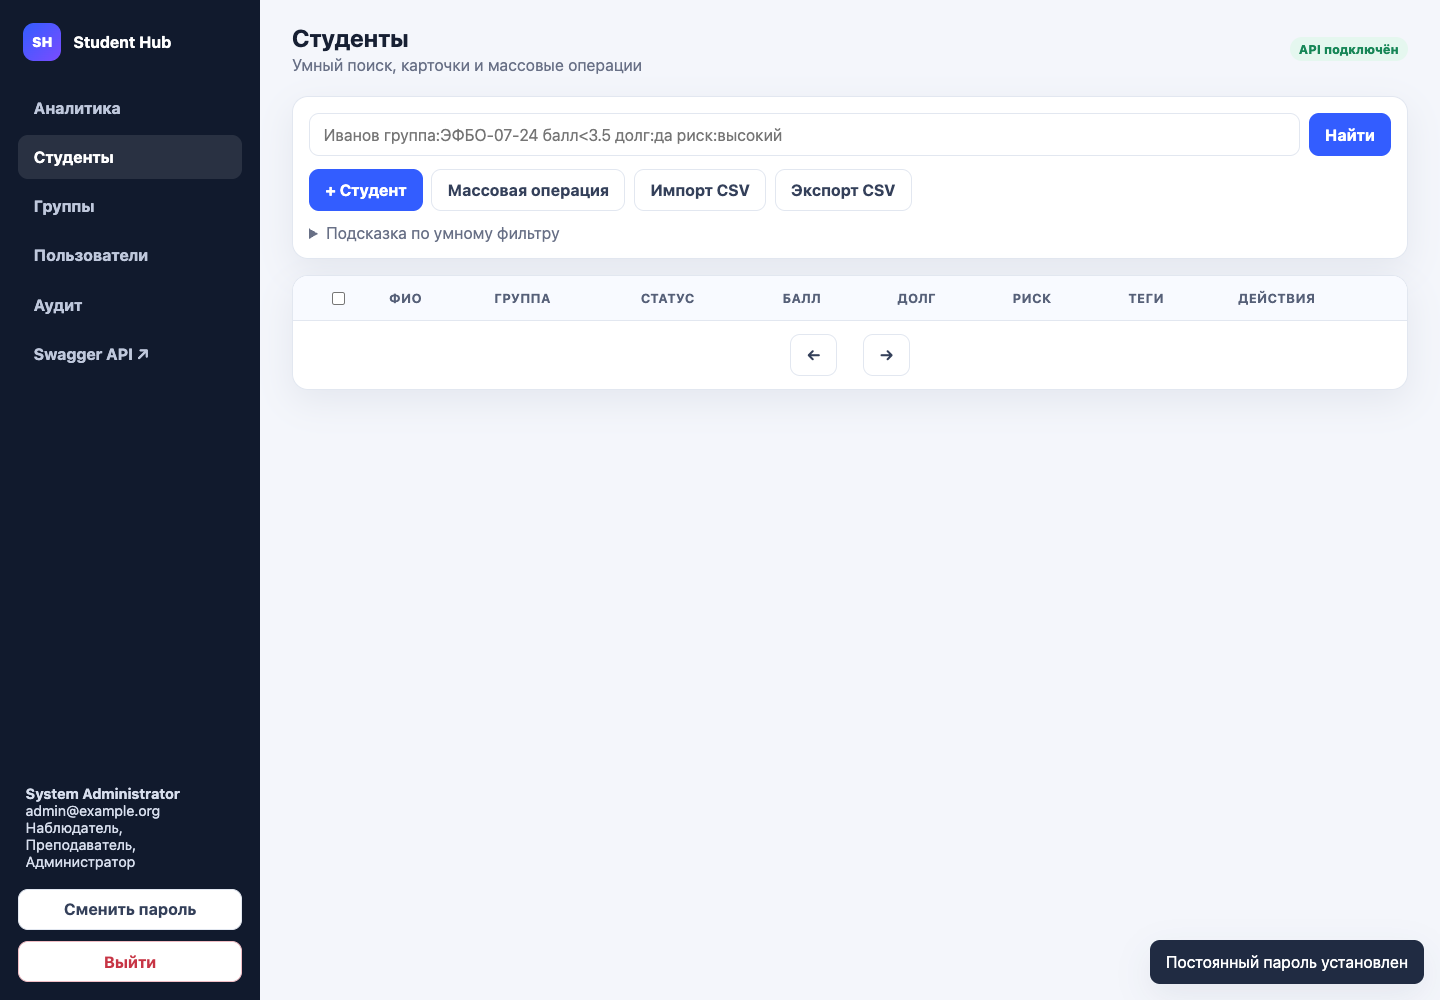 SH Student Hub
Аналитика
Студенты
Группы
Пользователи
Аудит
Swagger API ↗
System Administrator
admin@example.org
Наблюдатель,
Преподаватель,
Администратор
Сменить пароль
Выйти
Студенты
Умный поиск, карточки и массовые операции
API подключён
Иванов группа:ЭФБО-07-24 балл<3.5 долг:да риск:высокий
Найти
+ Студент Массовая операция Импорт CSV Экспорт CSV
▶ Подсказка по умному фильтру
ФИО ГРУППА СТАТУС БАЛЛ ДОЛГ РИСК ТЕГИ ДЕЙСТВИЯ
← →
Постоянный пароль установлен